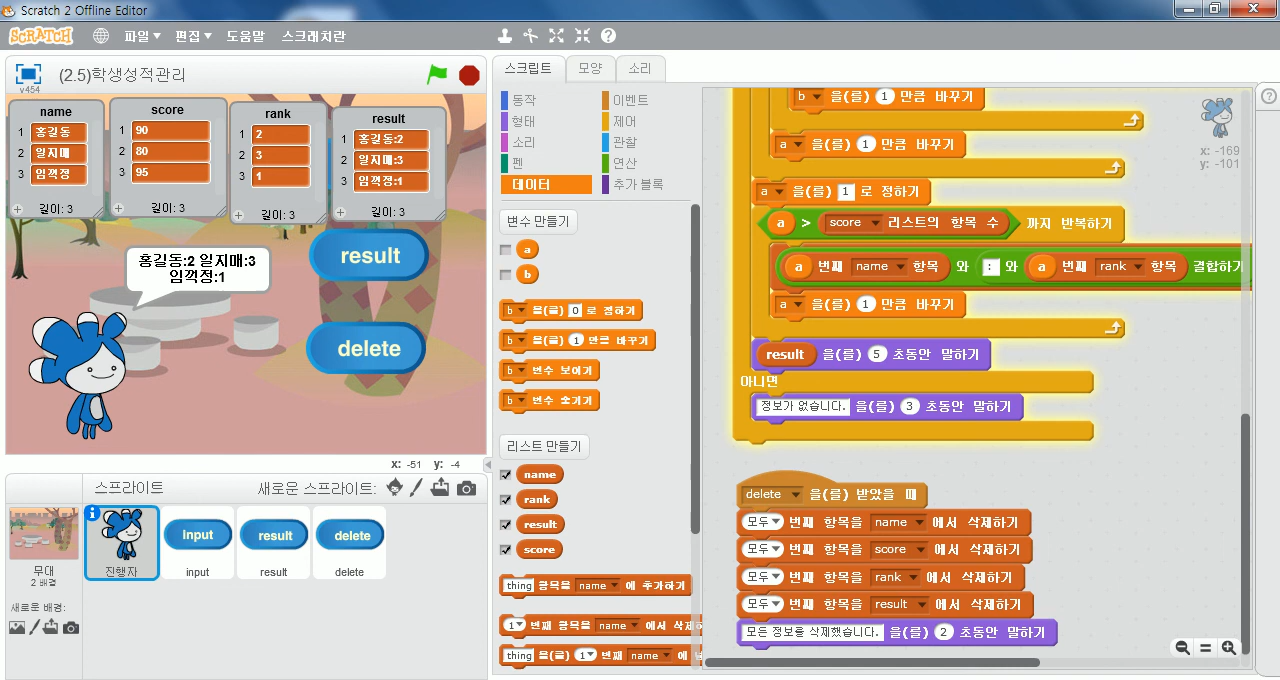 Scratch 2 Offline Editor
SCRATCH 파일▼ 편집▼ 도움말 스크래치란
v454
(2.5)학생성적관리
name
1 홍길동
2 일지매
3 임꺽정
+ 길이: 3
score
1 90
2 80
3 95
+ 길이: 3
rank
1 2
2 3
3 1
+ 길이: 3
result
1 홍길동:2
2 일지매:3
3 임꺽정:1
+ 길이: 3
홍길동:2 일지매:3
임꺽정:1
result
delete
x: -51 y: -4
스프라이트 새로운 스프라이트:
무대
2 배경
새로운 배경:
진행자
Input
input
result
result
delete
delete
스크립트 모양 소리
동작 이벤트
형태 제어
소리 관찰
펜 연산
데이터 추가 블록
변수 만들기
a
b
b 을(를) 0 로 정하기
b 을(를) 1 만큼 바꾸기
b 변수 보이기
b 변수 숨기기
리스트 만들기
name
rank
result
score
thing 항목을 name 에 추가하기
1 번째 항목을 name 에서 삭제하
thing 을(를) 1 번째 name 에
b 을(를) 1 만큼 바꾸기
a 을(를) 1 만큼 바꾸기
a 을(를) 1 로 정하기
a > score 리스트의 항목 수 까지 반복하기
a 번째 name 항목 와 : 와 a 번째 rank 항목 결합하기
a 을(를) 1 만큼 바꾸기
result 을(를) 5 초동안 말하기
아니면
정보가 없습니다. 을(를) 3 초동안 말하기
delete 을(를) 받았을 때
모두 번째 항목을 name 에서 삭제하기
모두 번째 항목을 score 에서 삭제하기
모두 번째 항목을 rank 에서 삭제하기
모두 번째 항목을 result 에서 삭제하기
모든 정보을 삭제했습니다. 을(를) 2 초동안 말하기
x: -169
y: -101